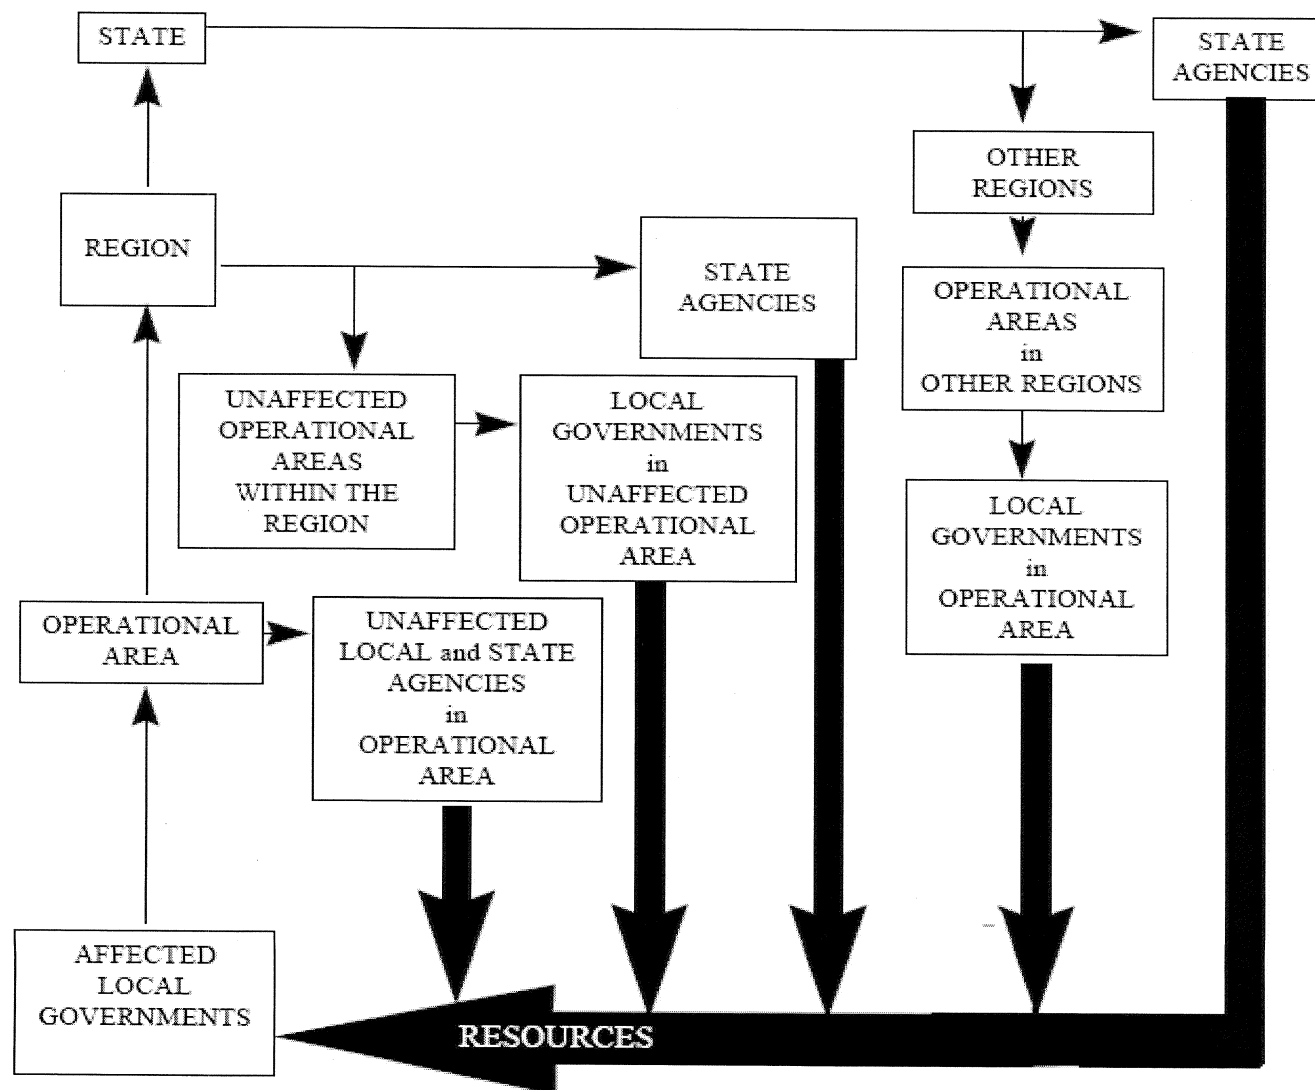 STATE
STATE
AGENCIES
OTHER
REGIONS
REGION
STATE
AGENCIES
OPERATIONAL
AREAS
in
OTHER REGIONS
UNAFFECTED
OPERATIONAL
AREAS
WITHIN THE
REGION
LOCAL
GOVERNMENTS
in
UNAFFECTED
OPERATIONAL
AREA
LOCAL
GOVERNMENTS
in
OPERATIONAL
AREA
OPERATIONAL
AREA
UNAFFECTED
LOCAL and STATE
AGENCIES
in
OPERATIONAL
AREA
AFFECTED
LOCAL
GOVERNMENTS
RESOURCES